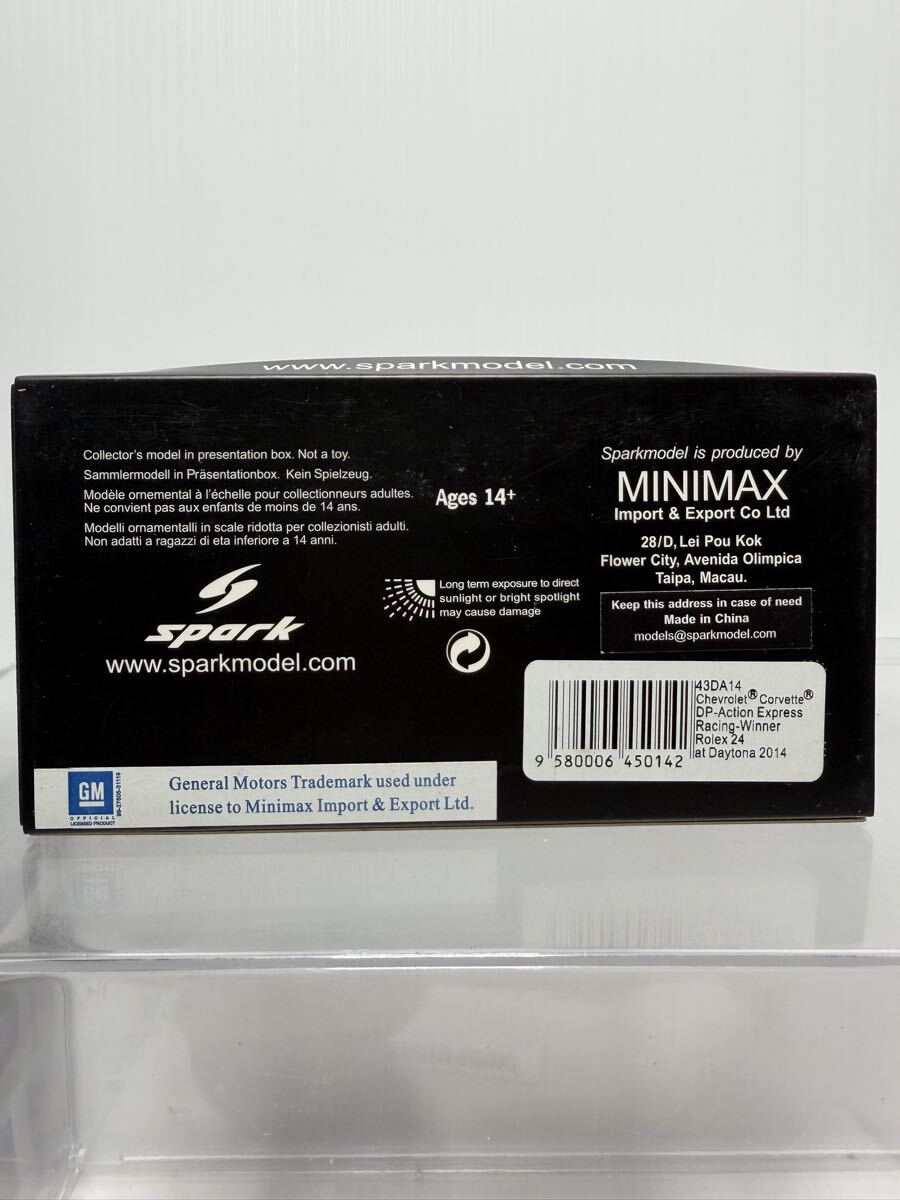 www.sparkmodel.com
Collector's model in presentation box. Not a toy.
Sammlermodell in Präsentationbox. Kein Spielzeug.
Modèle ornemental à l'échelle pour collectionneurs adultes.
Ne convient pas aux enfants de moins de 14 ans.
Modelli ornamentalli in scale ridotta per collezionisti adulti.
Non adatti a ragazzi di eta inferiore a 14 anni.
Ages 14+
Sparkmodel is produced by
MINIMAX
Import & Export Co Ltd
28/D, Lei Pou Kok
Flower City, Avenida Olimpica
Taipa, Macau.
Keep this address in case of need
Made in China
models@sparkmodel.com
spark
www.sparkmodel.com
Long term exposure to direct
sunlight or bright spotlight
may cause damage
43DA14
Chevrolet® Corvette®
DP-Action Express
Racing-Winner
Rolex 24
at Daytona 2014
9 580006 450142
GM
OFFICIAL
LICENSED PRODUCT
General Motors Trademark used under
license to Minimax Import & Export Ltd.